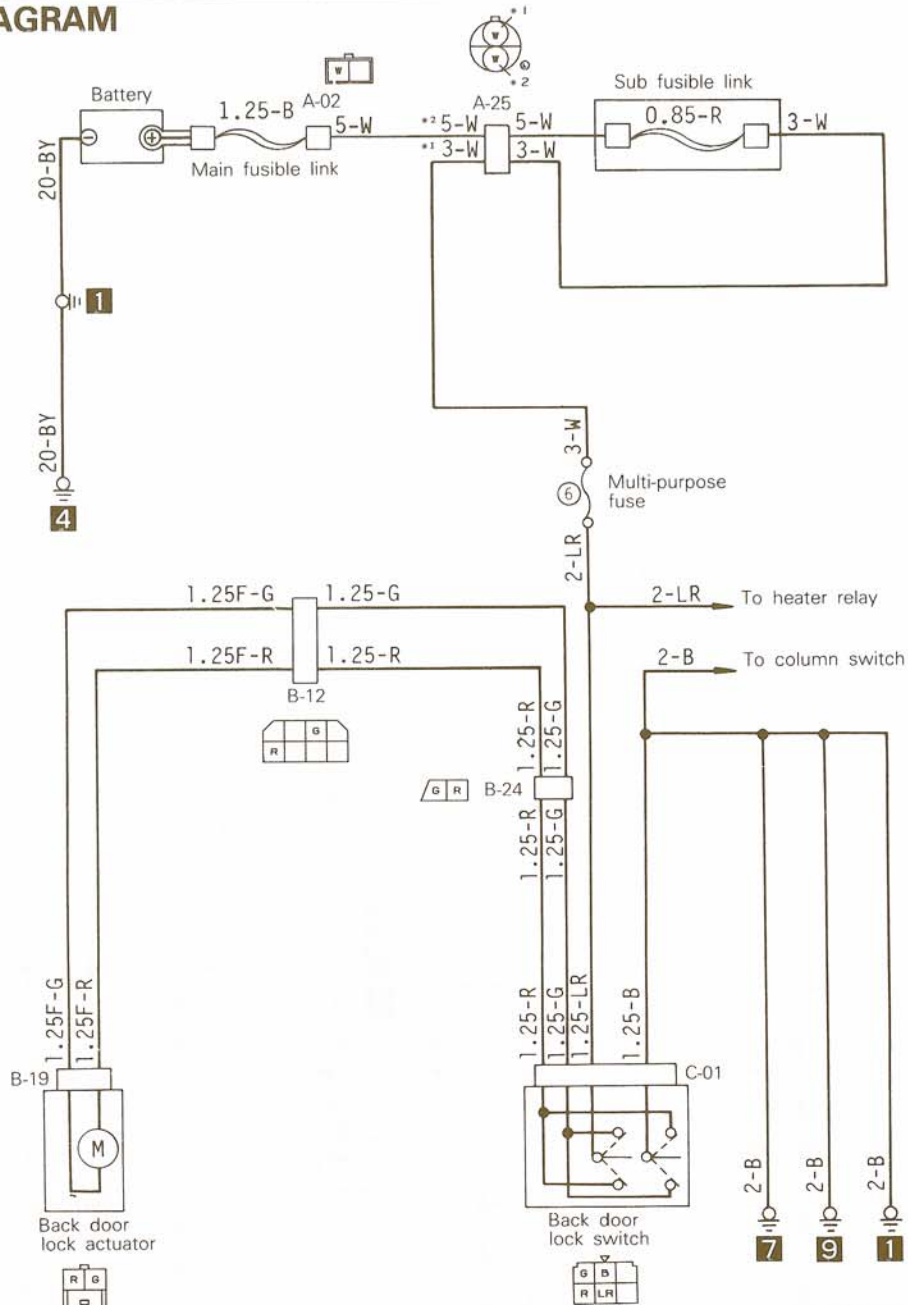 AGRAM
*1
W
W
*2
W
Battery
A-02
1.25-B
5-W
Main fusible link
A-25
*2 5-W
5-W
*1 3-W
3-W
Sub fusible link
0.85-R
3-W
20-BY
1
20-BY
4
3-W
6
Multi-purpose
fuse
2-LR
2-LR
To heater relay
2-B
To column switch
1.25F-G
1.25-G
1.25F-R
1.25-R
B-12
G
R
1.25-R
1.25-G
G R
B-24
1.25-R
1.25-G
1.25F-G
1.25F-R
1.25-R
1.25-G
1.25-LR
1.25-B
B-19
C-01
M
Back door
lock actuator
R G
Back door
lock switch
G B
R LR
2-B
2-B
2-B
7
9
1